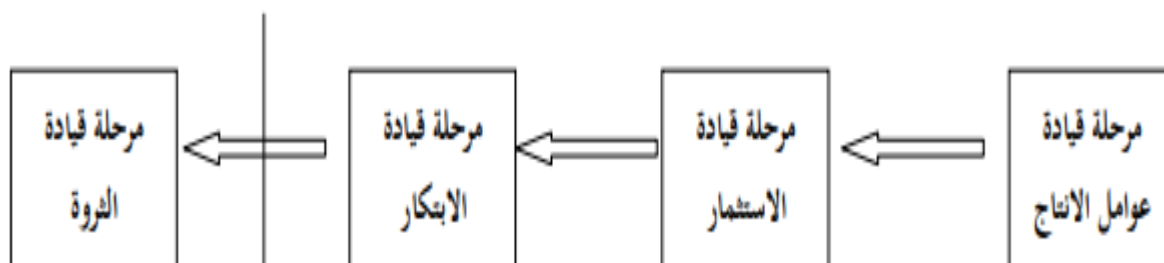 مرحلة قيادة
عوامل الانتاج
مرحلة قيادة
الاستثمار
مرحلة قيادة
الابتكار
مرحلة قيادة
الثروة